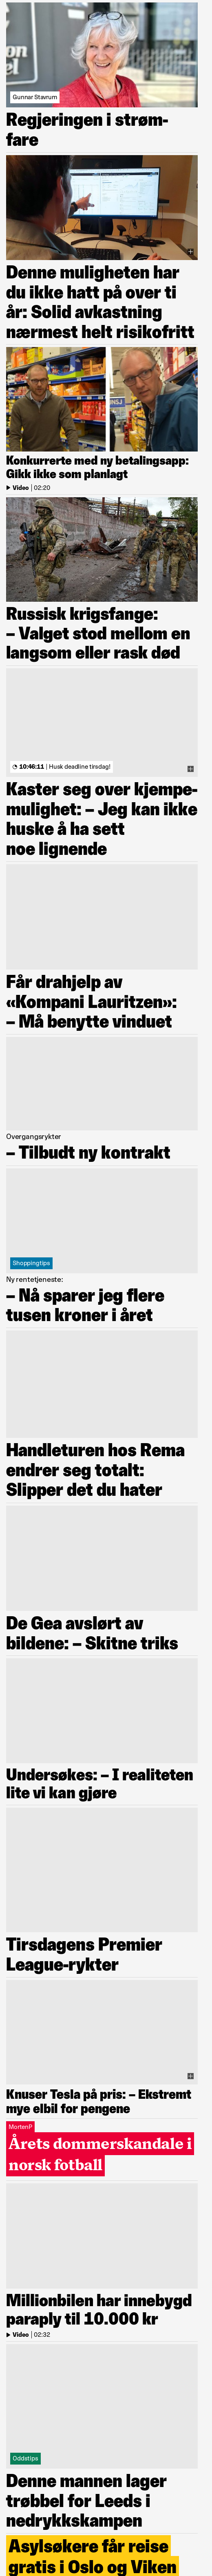 Gunnar Stavrum
Regjeringen i strøm-
fare
Denne muligheten har
du ikke hatt på over ti
år: Solid avkastning
nærmest helt risikofritt
Konkurrerte med ny betalingsapp:
Gikk ikke som planlagt
Video | 02:20
Russisk krigsfange:
– Valget stod mellom en
langsom eller rask død
10:46:11 | Husk deadline tirsdag!
Kaster seg over kjempe-
mulighet: – Jeg kan ikke
huske å ha sett
noe lignende
Får drahjelp av
«Kompani Lauritzen»:
– Må benytte vinduet
Overgangsrykter
– Tilbudt ny kontrakt
Shoppingtips
Ny rentetjeneste:
– Nå sparer jeg flere
tusen kroner i året
Handleturen hos Rema
endrer seg totalt:
Slipper det du hater
De Gea avslørt av
bildene: – Skitne triks
Undersøkes: – I realiteten
lite vi kan gjøre
Tirsdagens Premier
League-rykter
Knuser Tesla på pris: – Ekstremt
mye elbil for pengene
MortenP
Årets dommerskandale i
norsk fotball
Millionbilen har innebygd
paraply til 10.000 kr
Video | 02:32
Oddstips
Denne mannen lager
trøbbel for Leeds i
nedrykkskampen
Asylsøkere får reise
gratis i Oslo og Viken